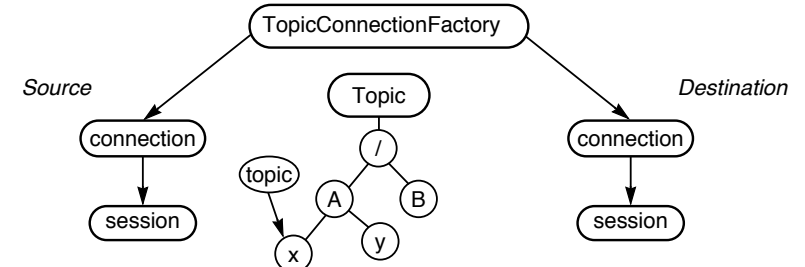 TopicConnectionFactory
Source
Destination
Topic
connection
connection
/
topic
A
B
session
session
y
x